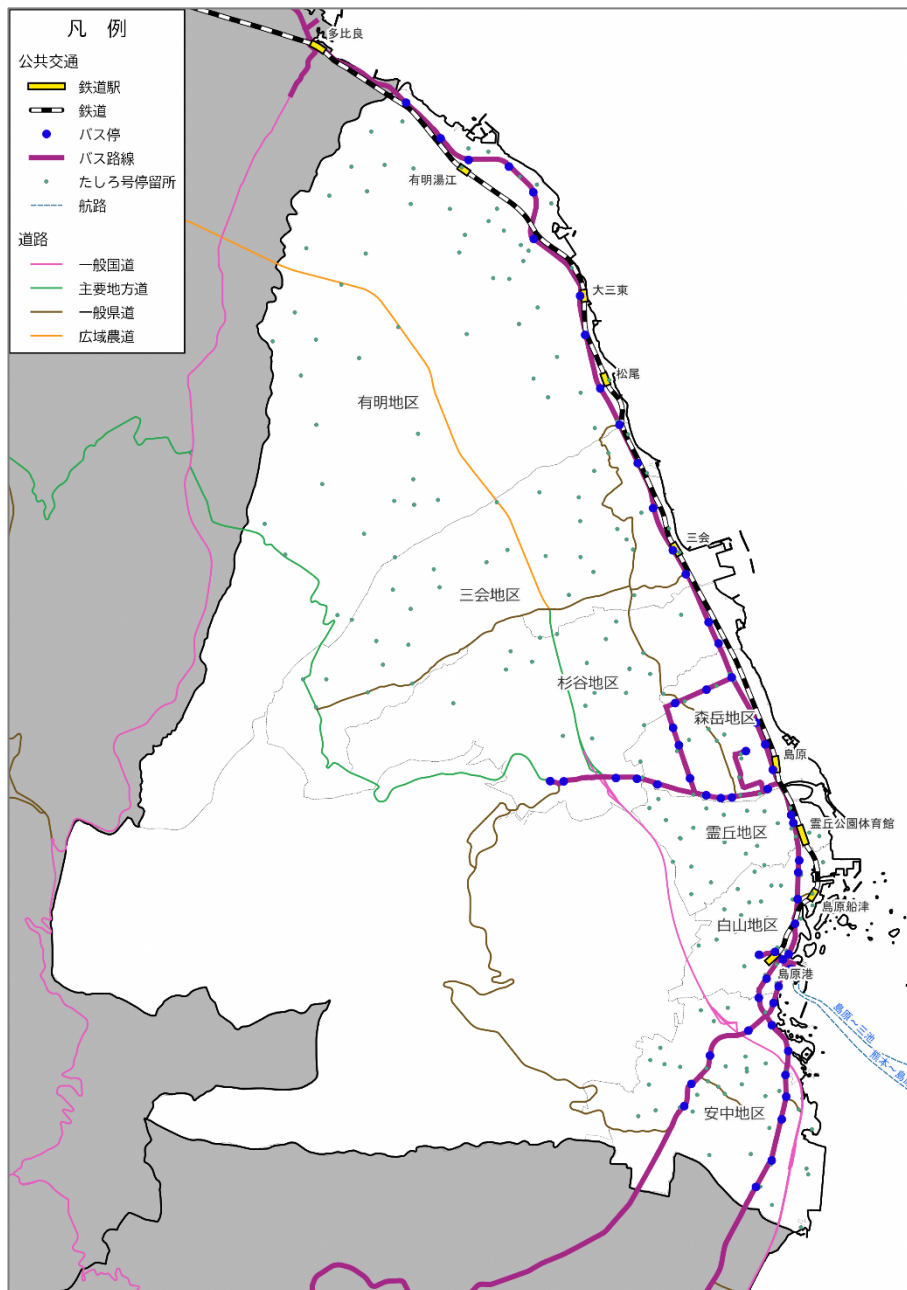 凡 例
公共交通
鉄道駅
鉄道
バス停
バス路線
たしろ号停留所
航路
道路
一般国道
主要地方道
一般県道
広域農道
多比良
有明湯江
大三東
松尾
有明地区
三会
三会地区
杉谷地区
森岳地区
島原
霊丘公園体育館
霊丘地区
島原船津
白山地区
島原港
島原～三池
熊本～島原
安中地区